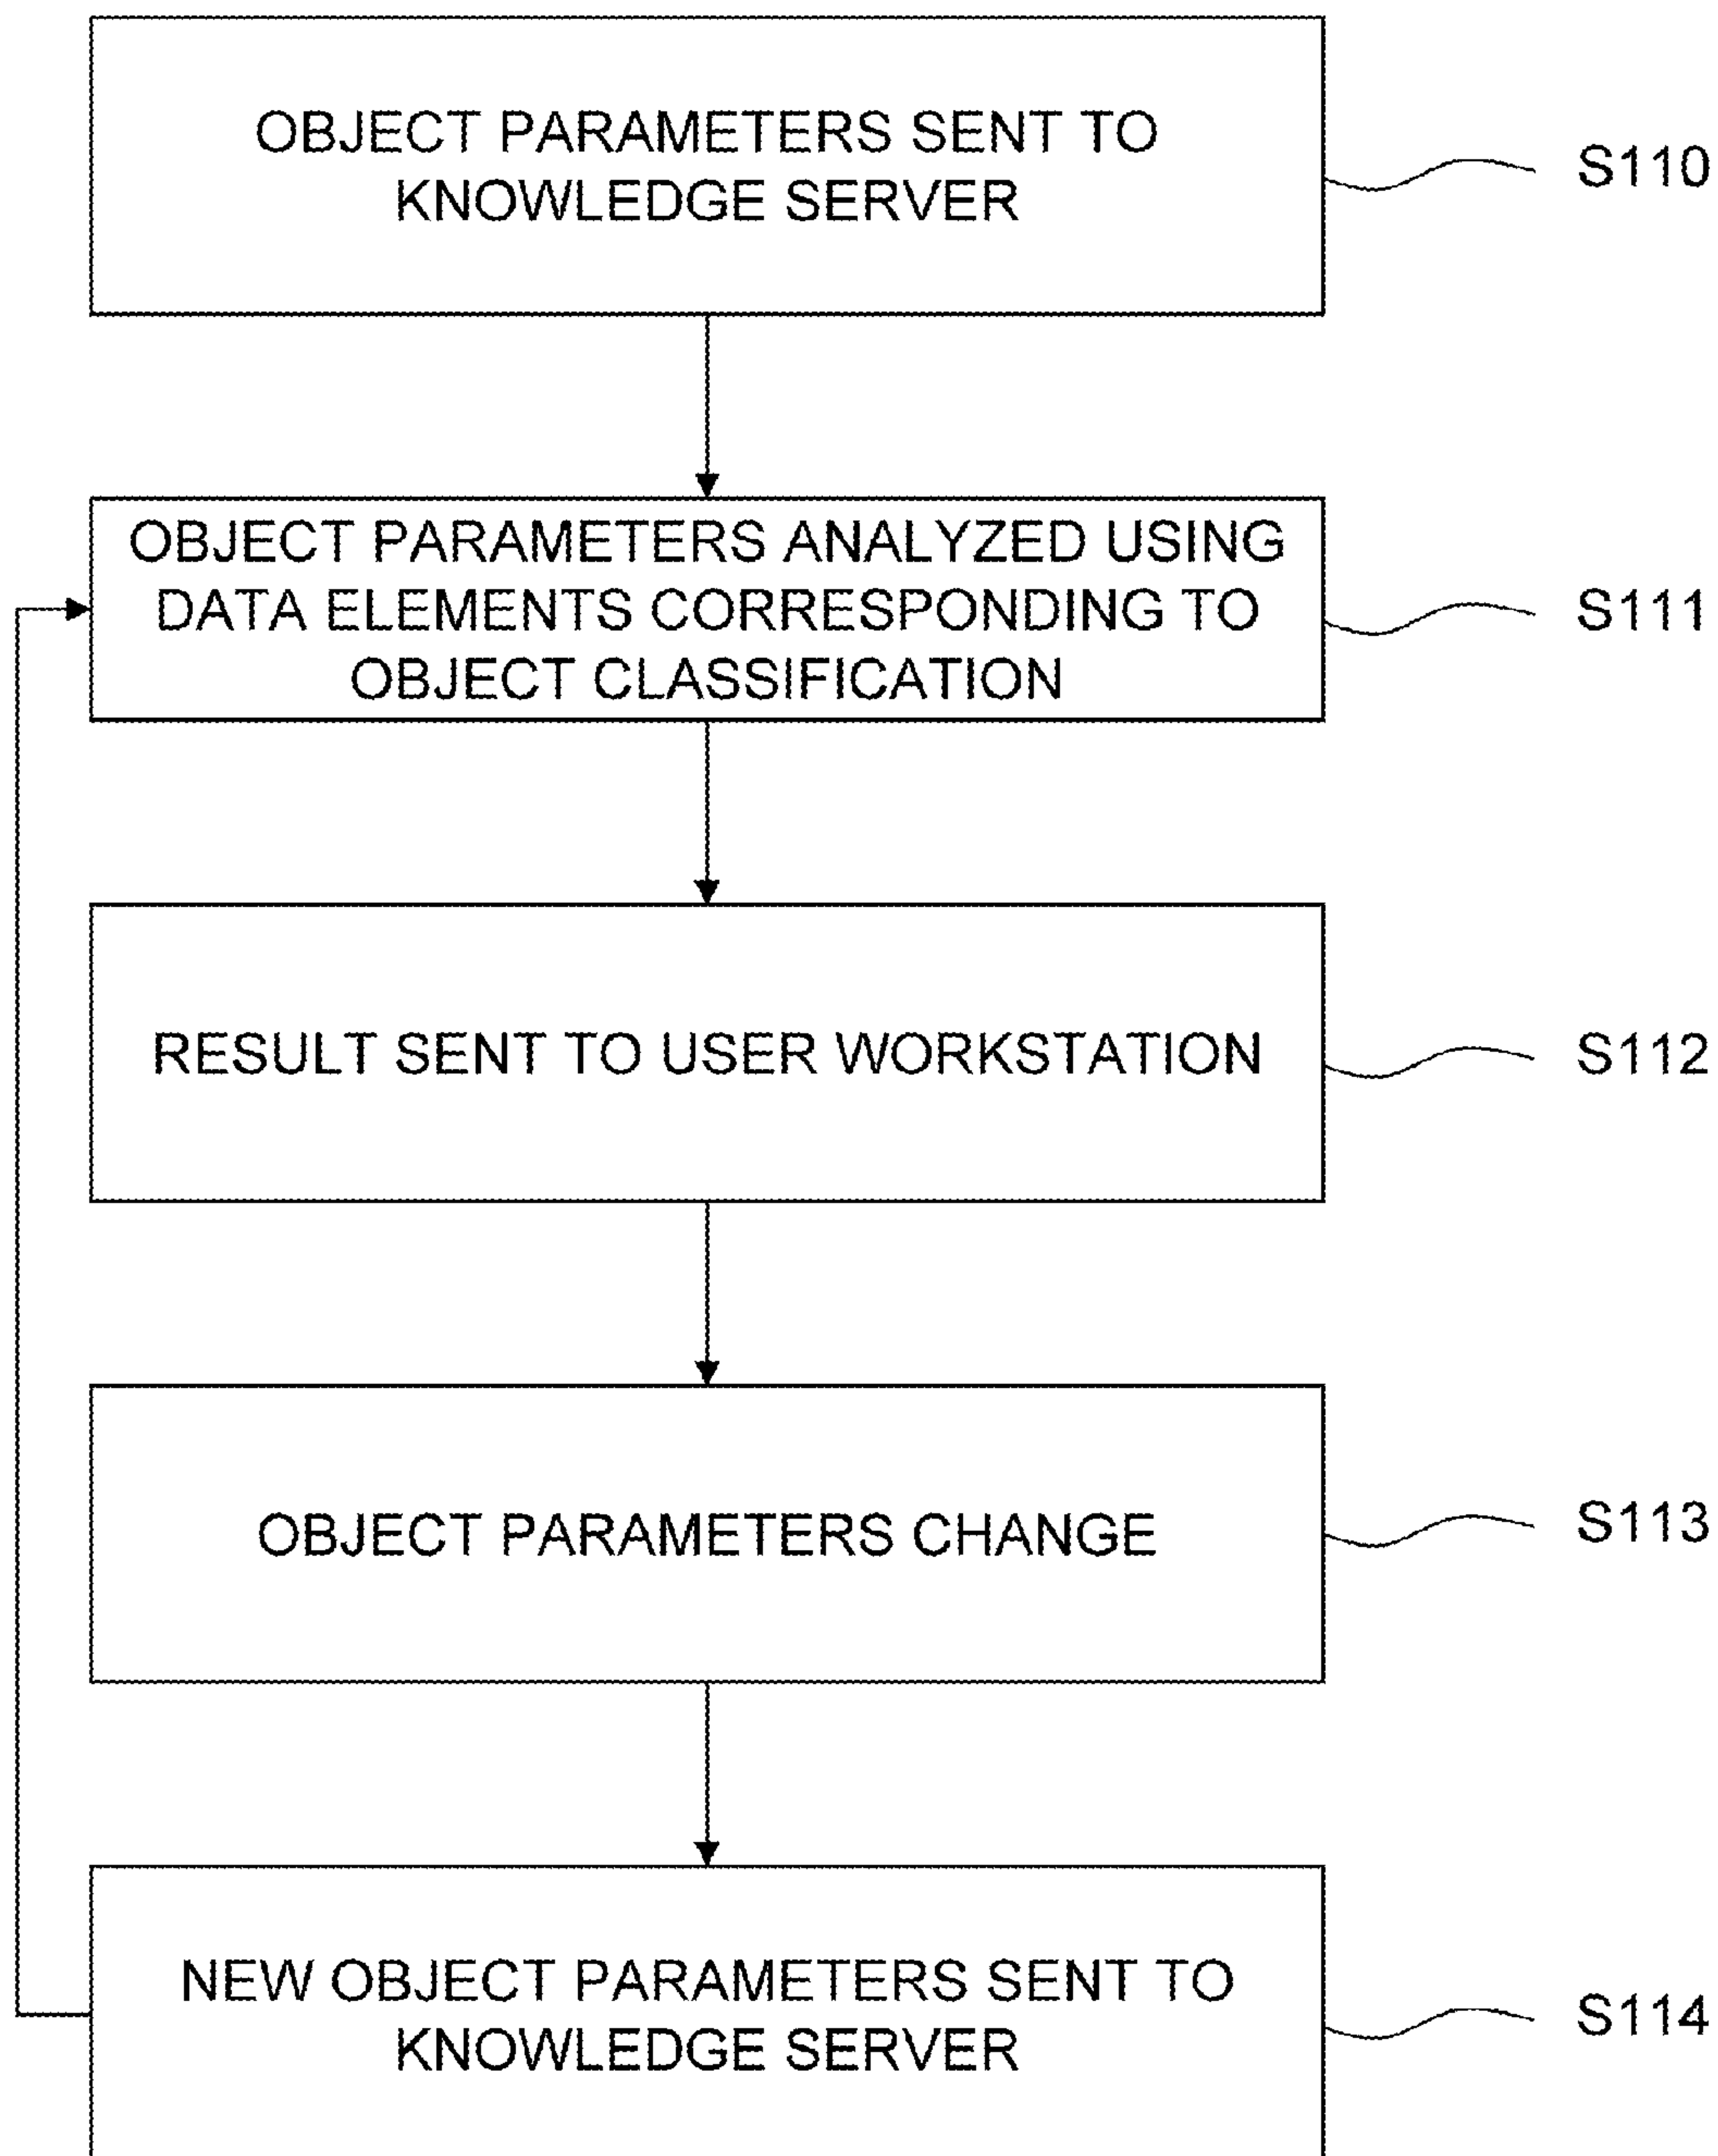 OBJECT PARAMETERS SENT TO
KNOWLEDGE SERVER
S110
OBJECT PARAMETERS ANALYZED USING
DATA ELEMENTS CORRESPONDING TO
OBJECT CLASSIFICATION
S111
RESULT SENT TO USER WORKSTATION
S112
OBJECT PARAMETERS CHANGE
S113
NEW OBJECT PARAMETERS SENT TO
KNOWLEDGE SERVER
S114